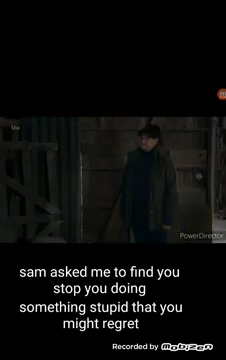 PowerDirector
sam asked me to find you
stop you doing
something stupid that you
might regret
Recorded by Mobizen